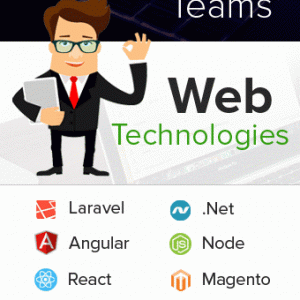 Teams
Web
Technologies
Laravel
.Net
Angular
Node
React
Magento